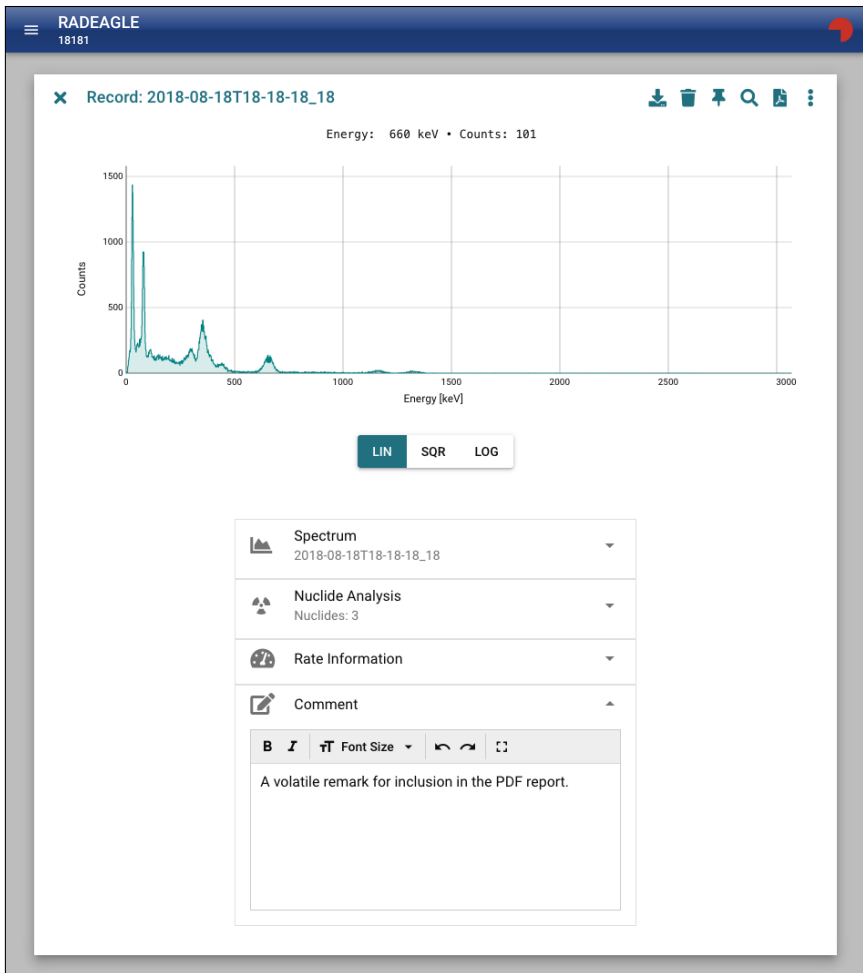 RADEAGLE
18181
Record: 2018-08-18T18-18-18_18
Energy:  660 keV • Counts: 101
1500
1000
500
0
Counts
0
500
1000
1500
2000
2500
3000
Energy [keV]
LIN
SQR
LOG
Spectrum
2018-08-18T18-18-18_18
Nuclide Analysis
Nuclides: 3
Rate Information
Comment
B I TT Font Size
A volatile remark for inclusion in the PDF report.